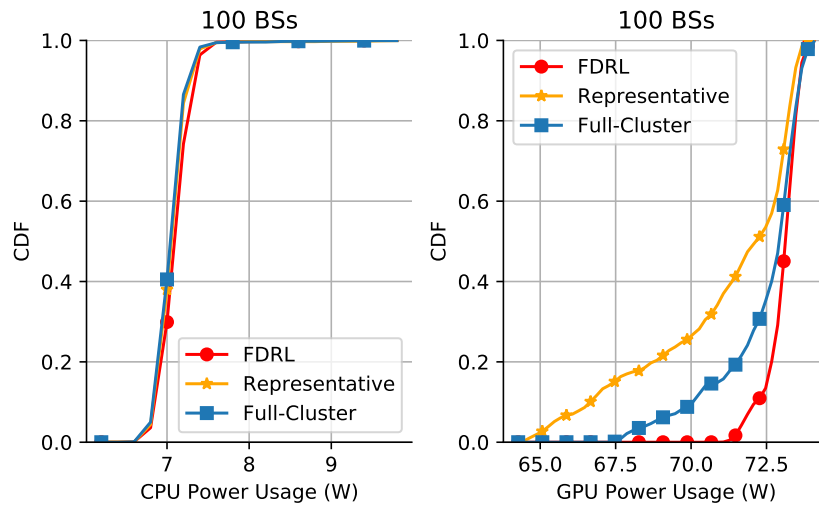 100 BSs
1.0
0.8
0.6
0.4
0.2
0.0
CDF
7
8
9
CPU Power Usage (W)
FDRL
Representative
Full-Cluster
100 BSs
1.0
0.8
0.6
0.4
0.2
0.0
CDF
65.0
67.5
70.0
72.5
GPU Power Usage (W)
FDRL
Representative
Full-Cluster